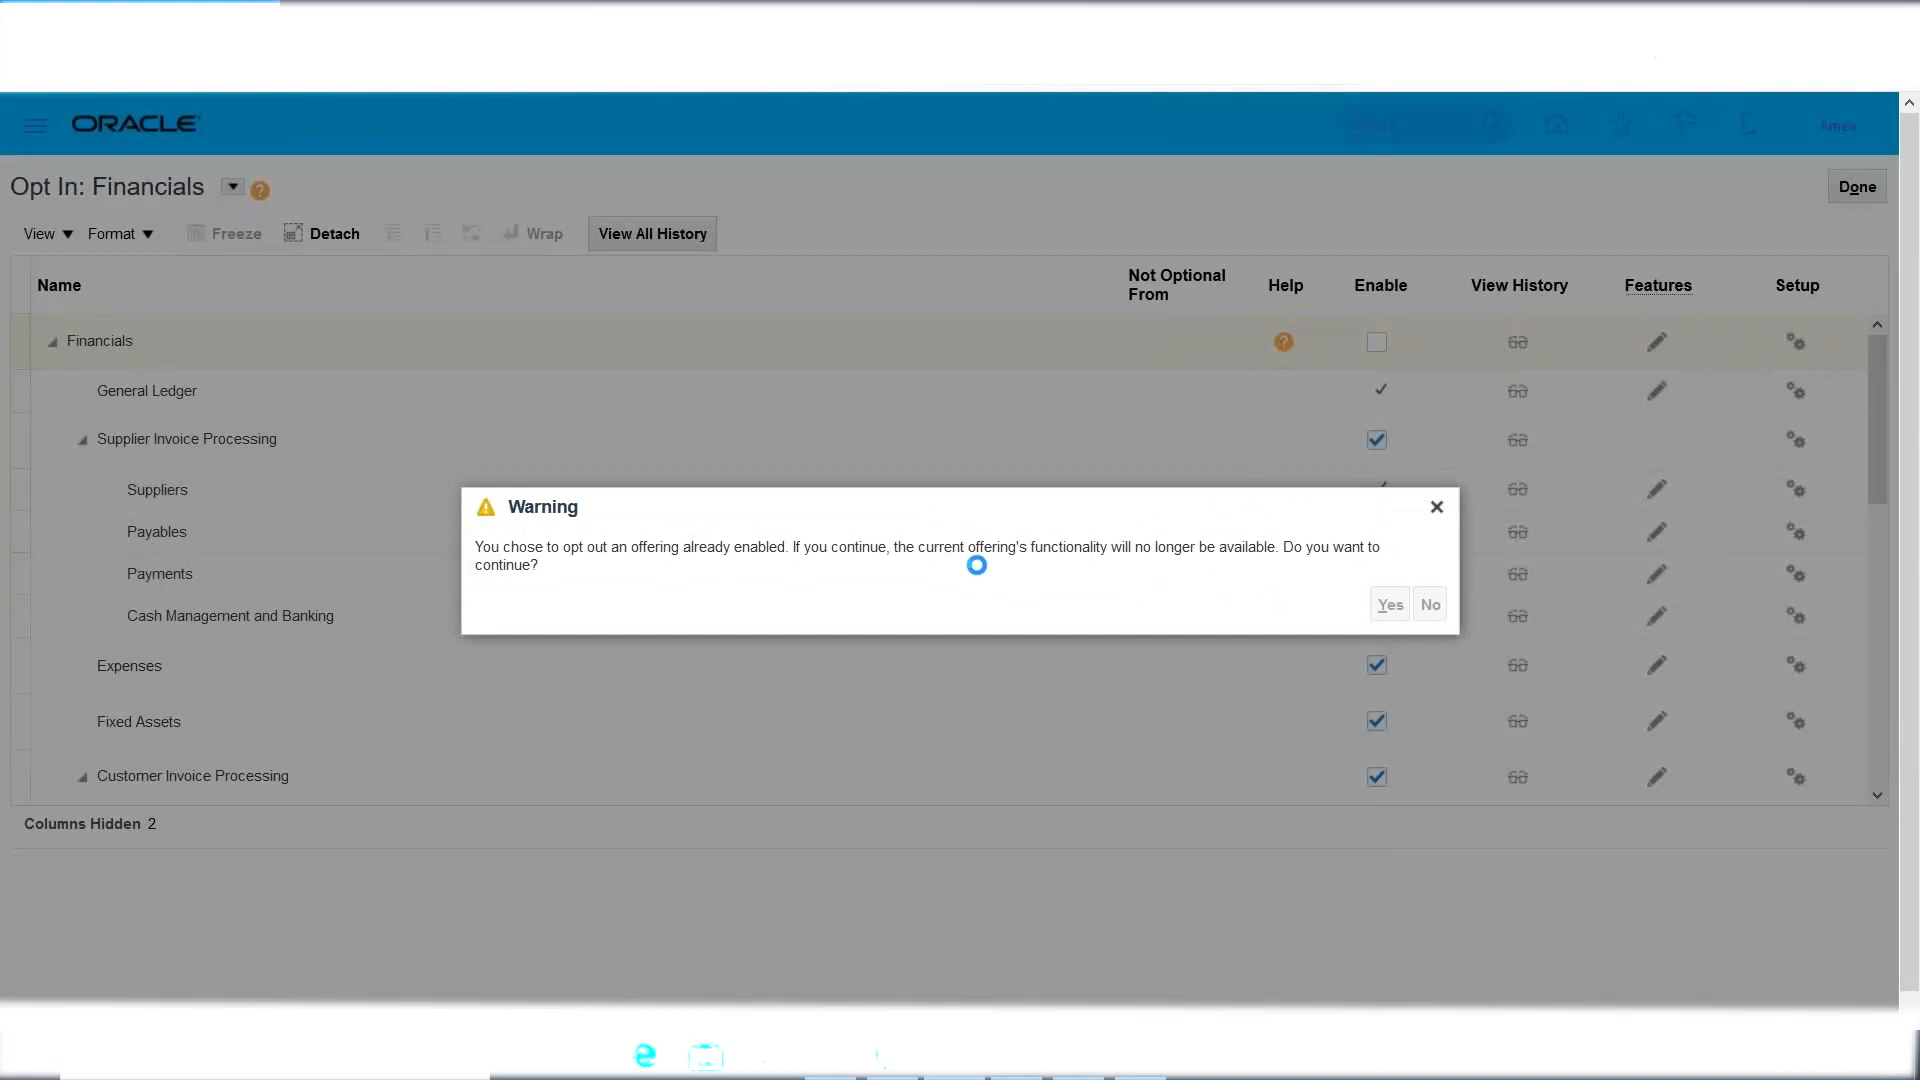 ORACLE
Amex
Opt In: Financials
Done
View Format Freeze Detach Wrap View All History
Name Not Optional From Help Enable View History Features Setup
Financials
General Ledger
Supplier Invoice Processing
Suppliers
Payables
Payments
Cash Management and Banking
Expenses
Fixed Assets
Customer Invoice Processing
Columns Hidden 2
Warning
You chose to opt out an offering already enabled. If you continue, the current offering's functionality will no longer be available. Do you want to
continue?
Yes No